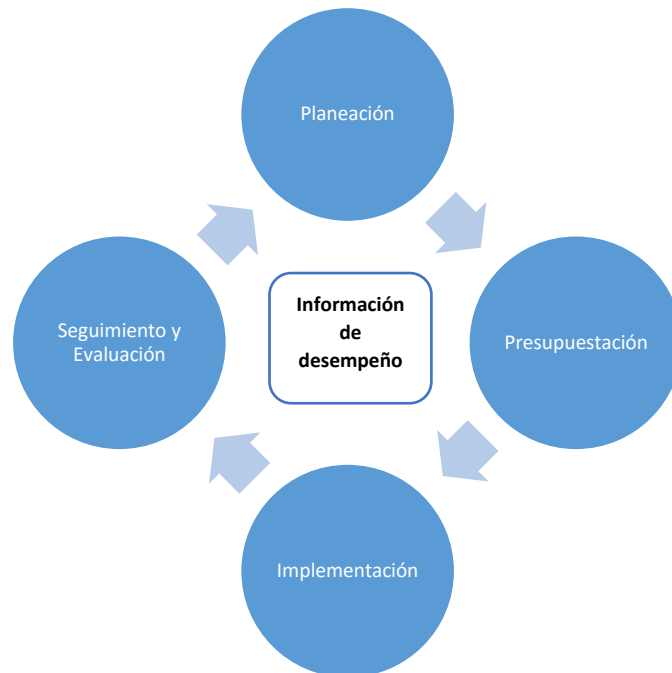 Planeación
Información
de
desempeño
Seguimiento y
Evaluación
Presupuestación
Implementación